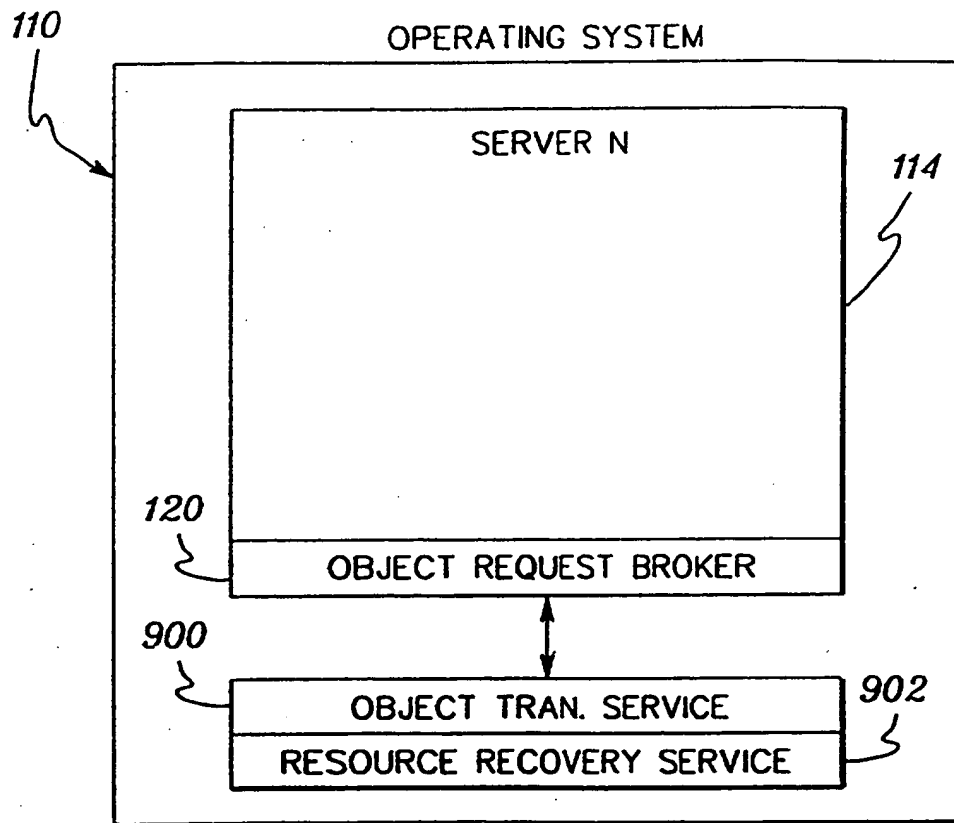 110
OPERATING SYSTEM
SERVER N
114
120
OBJECT REQUEST BROKER
900
OBJECT TRAN. SERVICE
902
RESOURCE RECOVERY SERVICE